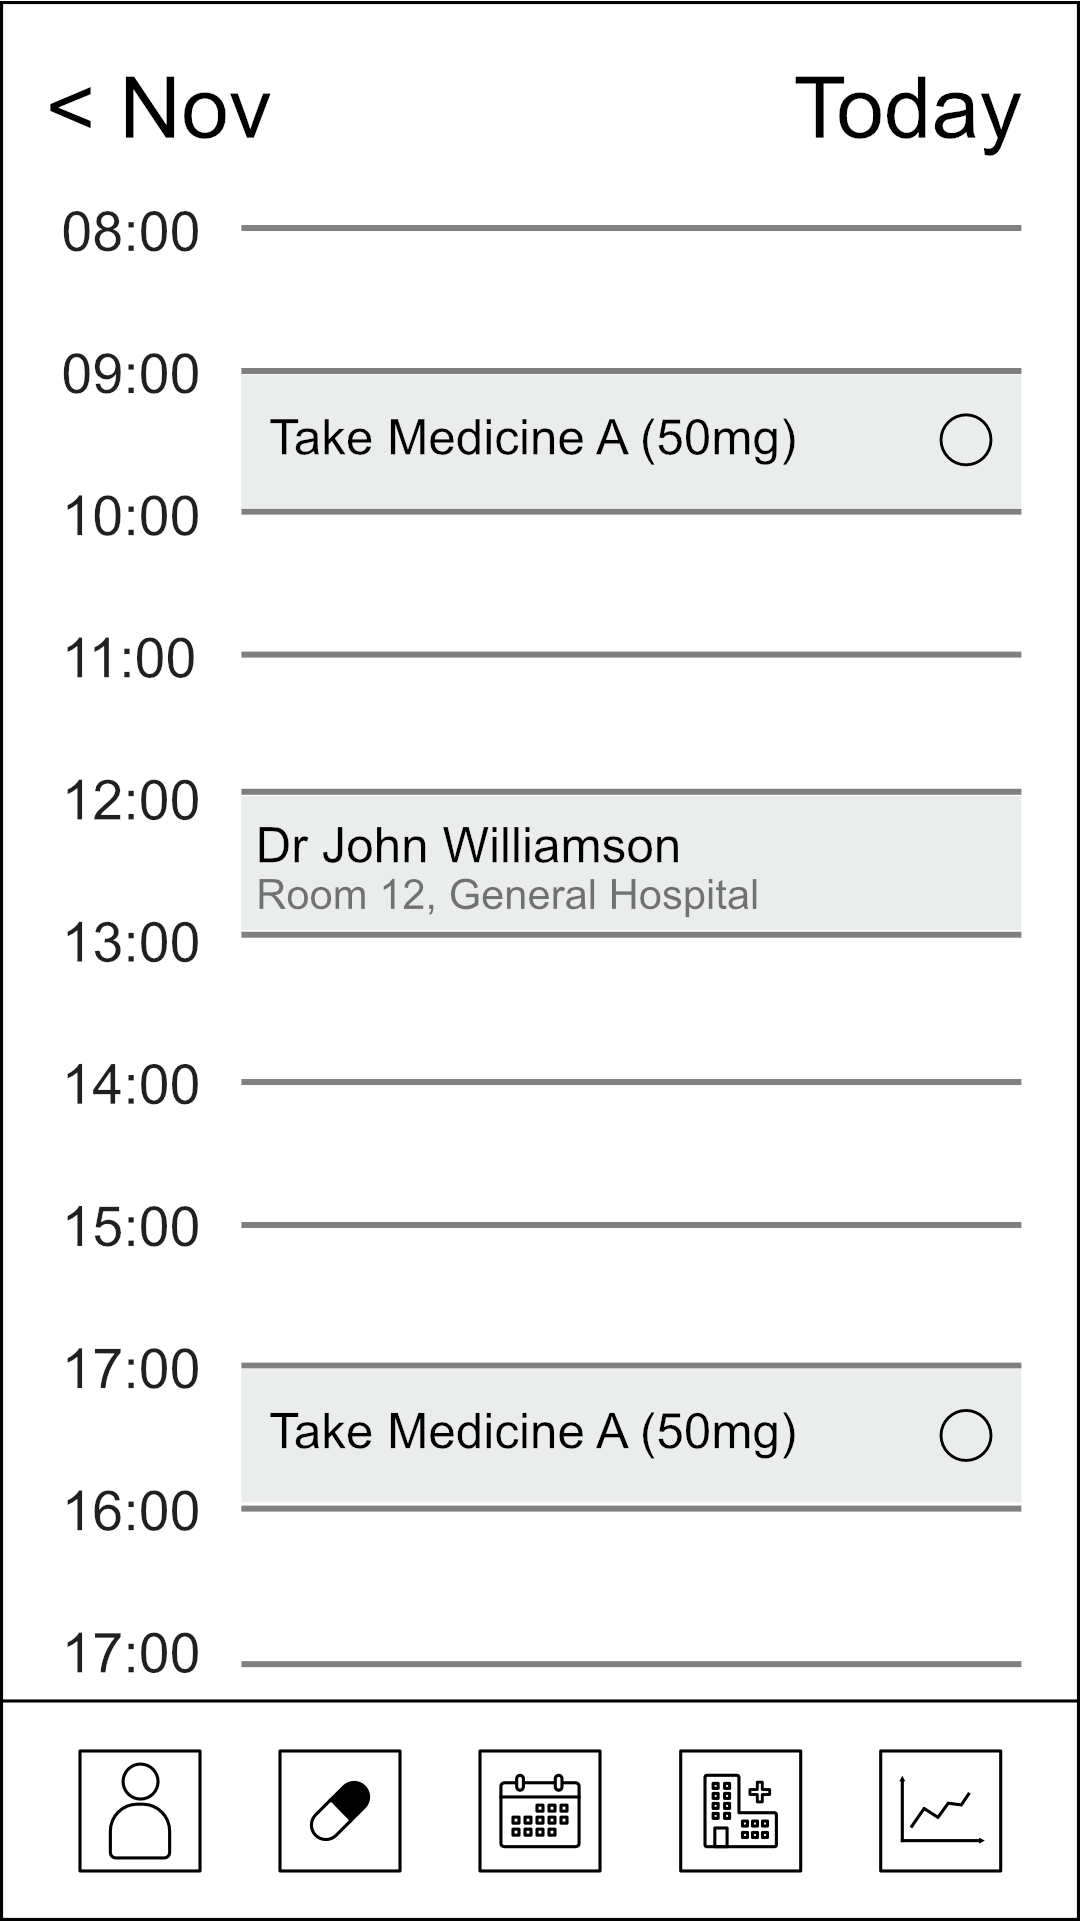 < Nov
Today
08:00
09:00
Take Medicine A (50mg)
10:00
11:00
12:00
Dr John Williamson
Room 12, General Hospital
13:00
14:00
15:00
17:00
Take Medicine A (50mg)
16:00
17:00